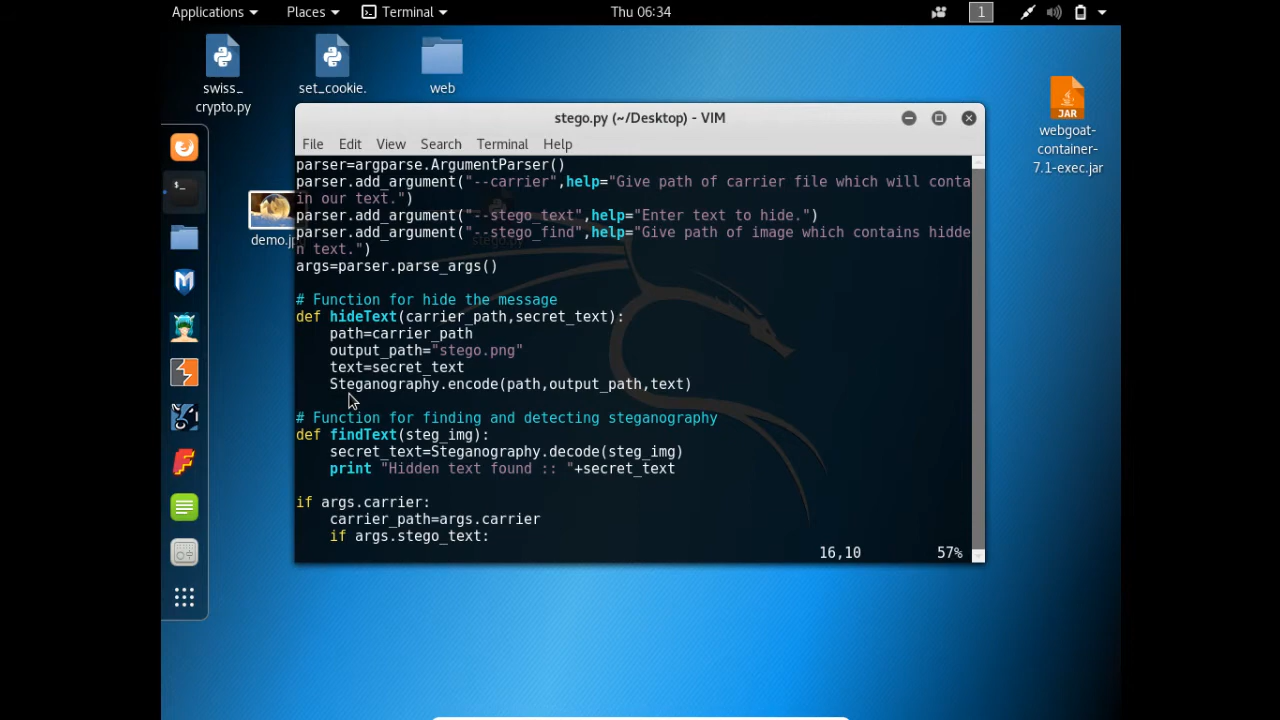 Applications Places Terminal Thu 06:34 1
swiss_
crypto.py
set_cookie.
web
webgoat-
container-
7.1-exec.jar
JAR
demo.j
stego.py
stego.py (~/Desktop) - VIM
File Edit View Search Terminal Help
parser=argparse.ArgumentParser()
parser.add_argument("--carrier",help="Give path of carrier file which will conta
in our text.")
parser.add_argument("--stego_text",help="Enter text to hide.")
parser.add_argument("--stego_find",help="Give path of image which contains hidde
n text.")
args=parser.parse_args()
# Function for hide the message
def hideText(carrier_path,secret_text):
    path=carrier_path
    output_path="stego.png"
    text=secret_text
    Steganography.encode(path,output_path,text)
# Function for finding and detecting steganography
def findText(steg_img):
    secret_text=Steganography.decode(steg_img)
    print "Hidden text found :: "+secret_text
if args.carrier:
    carrier_path=args.carrier
    if args.stego_text:
16,10 57%